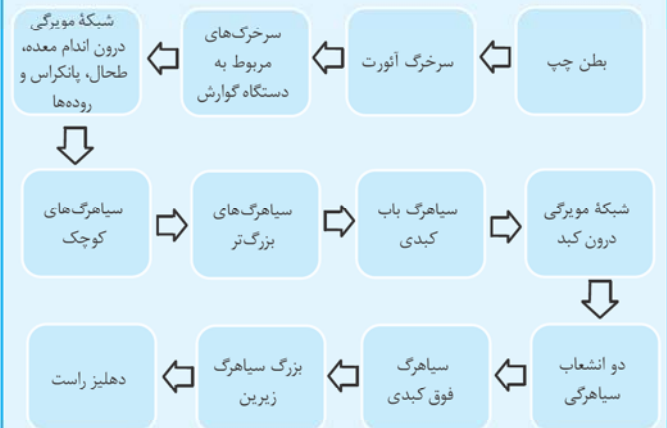 بطن چپ
سرخرگ آئورت
سرخرگ‌های
مربوط به
دستگاه گوارش
شبکهٔ مویرگی
درون اندام معده،
طحال، پانکراس و
روده‌ها
سیاهرگ‌های
کوچک
سیاهرگ‌های
بزرگ‌تر
سیاهرگ باب
کبدی
شبکهٔ مویرگی
درون کبد
دو انشعاب
سیاهرگی
سیاهرگ
فوق کبدی
بزرگ سیاهرگ
زیرین
دهلیز راست